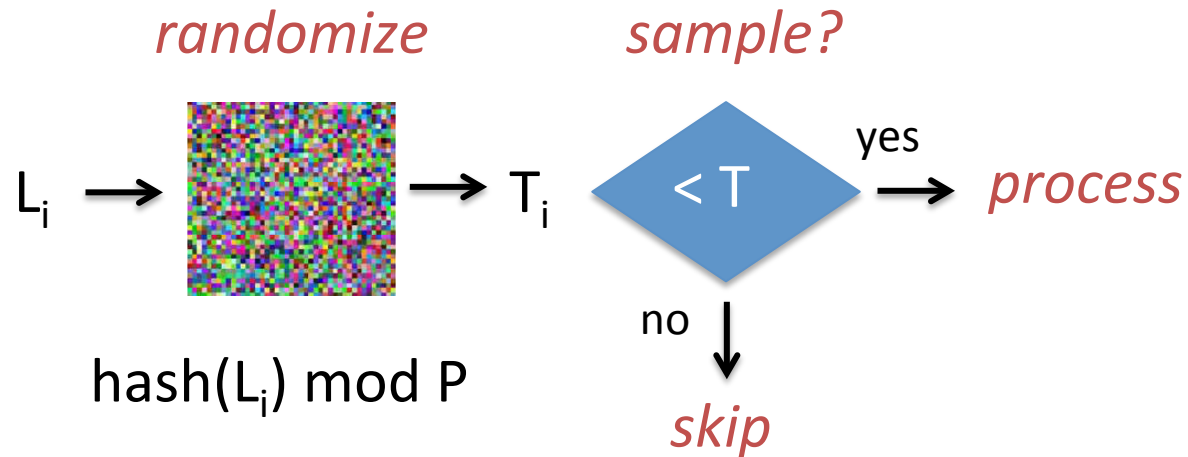 randomize
sample?
Lᵢ
Tᵢ
< T
yes
process
no
hash(Lᵢ) mod P
skip